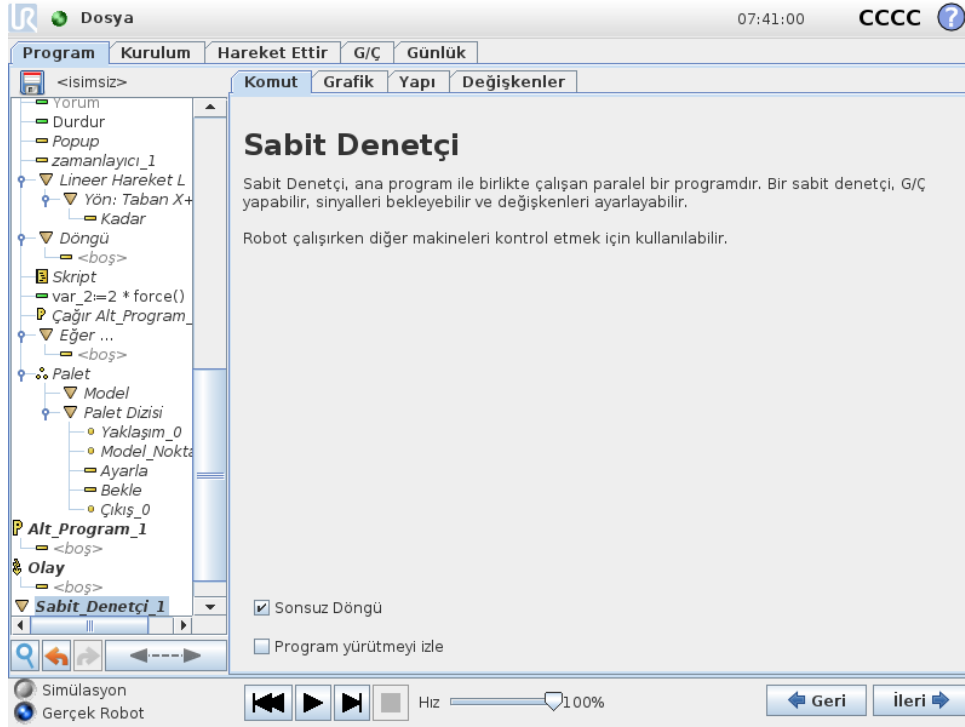 Dosya
07:41:00
CCCC
?
Program
Kurulum
Hareket Ettir
G/Ç
Günlük
<isimsiz>
Komut
Grafik
Yapı
Değişkenler
Yorum
Durdur
Popup
zamanlayıcı_1
Lineer Hareket L
Yön: Taban X+
Kadar
Döngü
<boş>
Skript
var_2:=2 * force()
Çağır Alt_Program_
Eğer ...
<boş>
Palet
Model
Palet Dizisi
Yaklaşım_0
Model_Nokta
Ayarla
Bekle
Çıkış_0
Alt_Program_1
<boş>
Olay
<boş>
Sabit_Denetçi_1
Sabit Denetçi
Sabit Denetçi, ana program ile birlikte çalışan paralel bir programdır. Bir sabit denetçi, G/Ç
yapabilir, sinyalleri bekleyebilir ve değişkenleri ayarlayabilir.
Robot çalışırken diğer makineleri kontrol etmek için kullanılabilir.
Sonsuz Döngü
Program yürütmeyi izle
Simülasyon
Gerçek Robot
Hız
100%
Geri
İleri